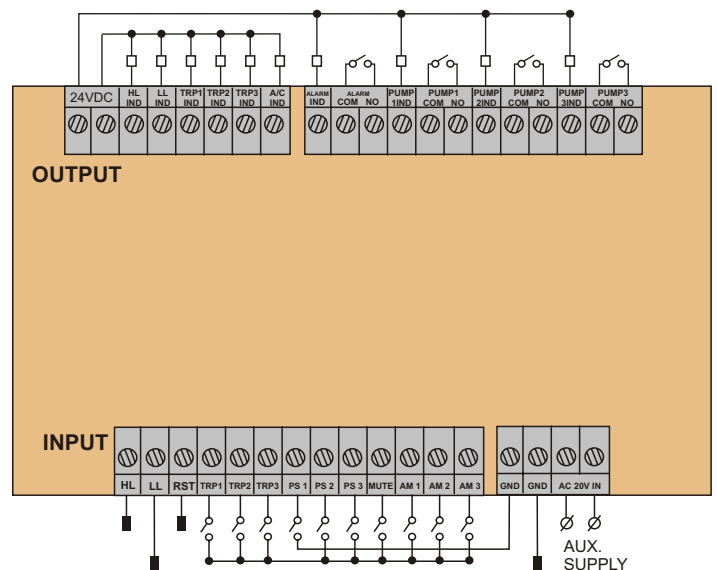 24VDC
HL IND
LL IND
TRP1 IND
TRP2 IND
TRP3 IND
A/C IND
ALARM IND
ALARM
COM NO
PUMP 1IND
PUMP1
COM NO
PUMP 2IND
PUMP2
COM NO
PUMP 3IND
PUMP3
COM NO
OUTPUT
INPUT
HL LL RST TRP1 TRP2 TRP3 PS 1 PS 2 PS 3 MUTE AM 1 AM 2 AM 3 GND GND AC 20V IN
AUX.
SUPPLY